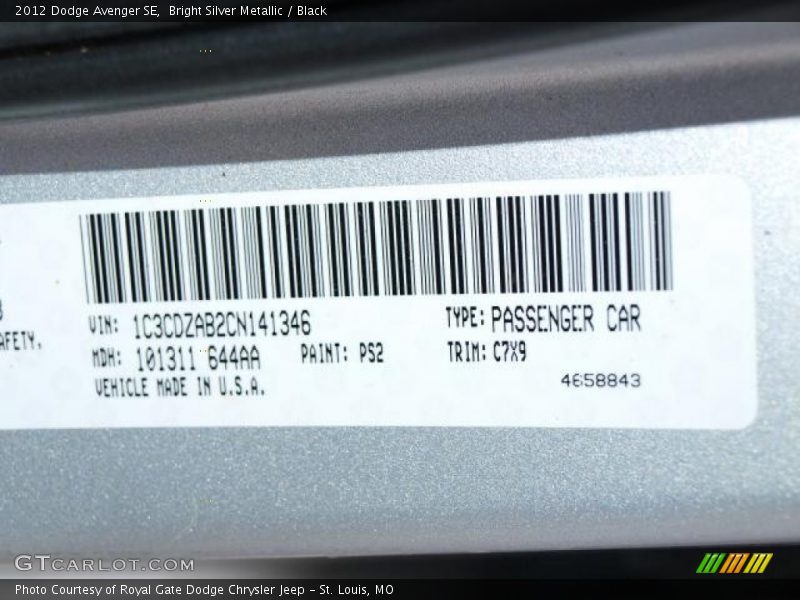 2012 Dodge Avenger SE,  Bright Silver Metallic / Black
AFETY.
VIN: 1C3CDZAB2CN141346
TYPE: PASSENGER CAR
MDH: 101311 644AA
PAINT: PS2
TRIM: C7X9
VEHICLE MADE IN U.S.A.
4658843
GTCARLOT.COM
Photo Courtesy of Royal Gate Dodge Chrysler Jeep - St. Louis, MO